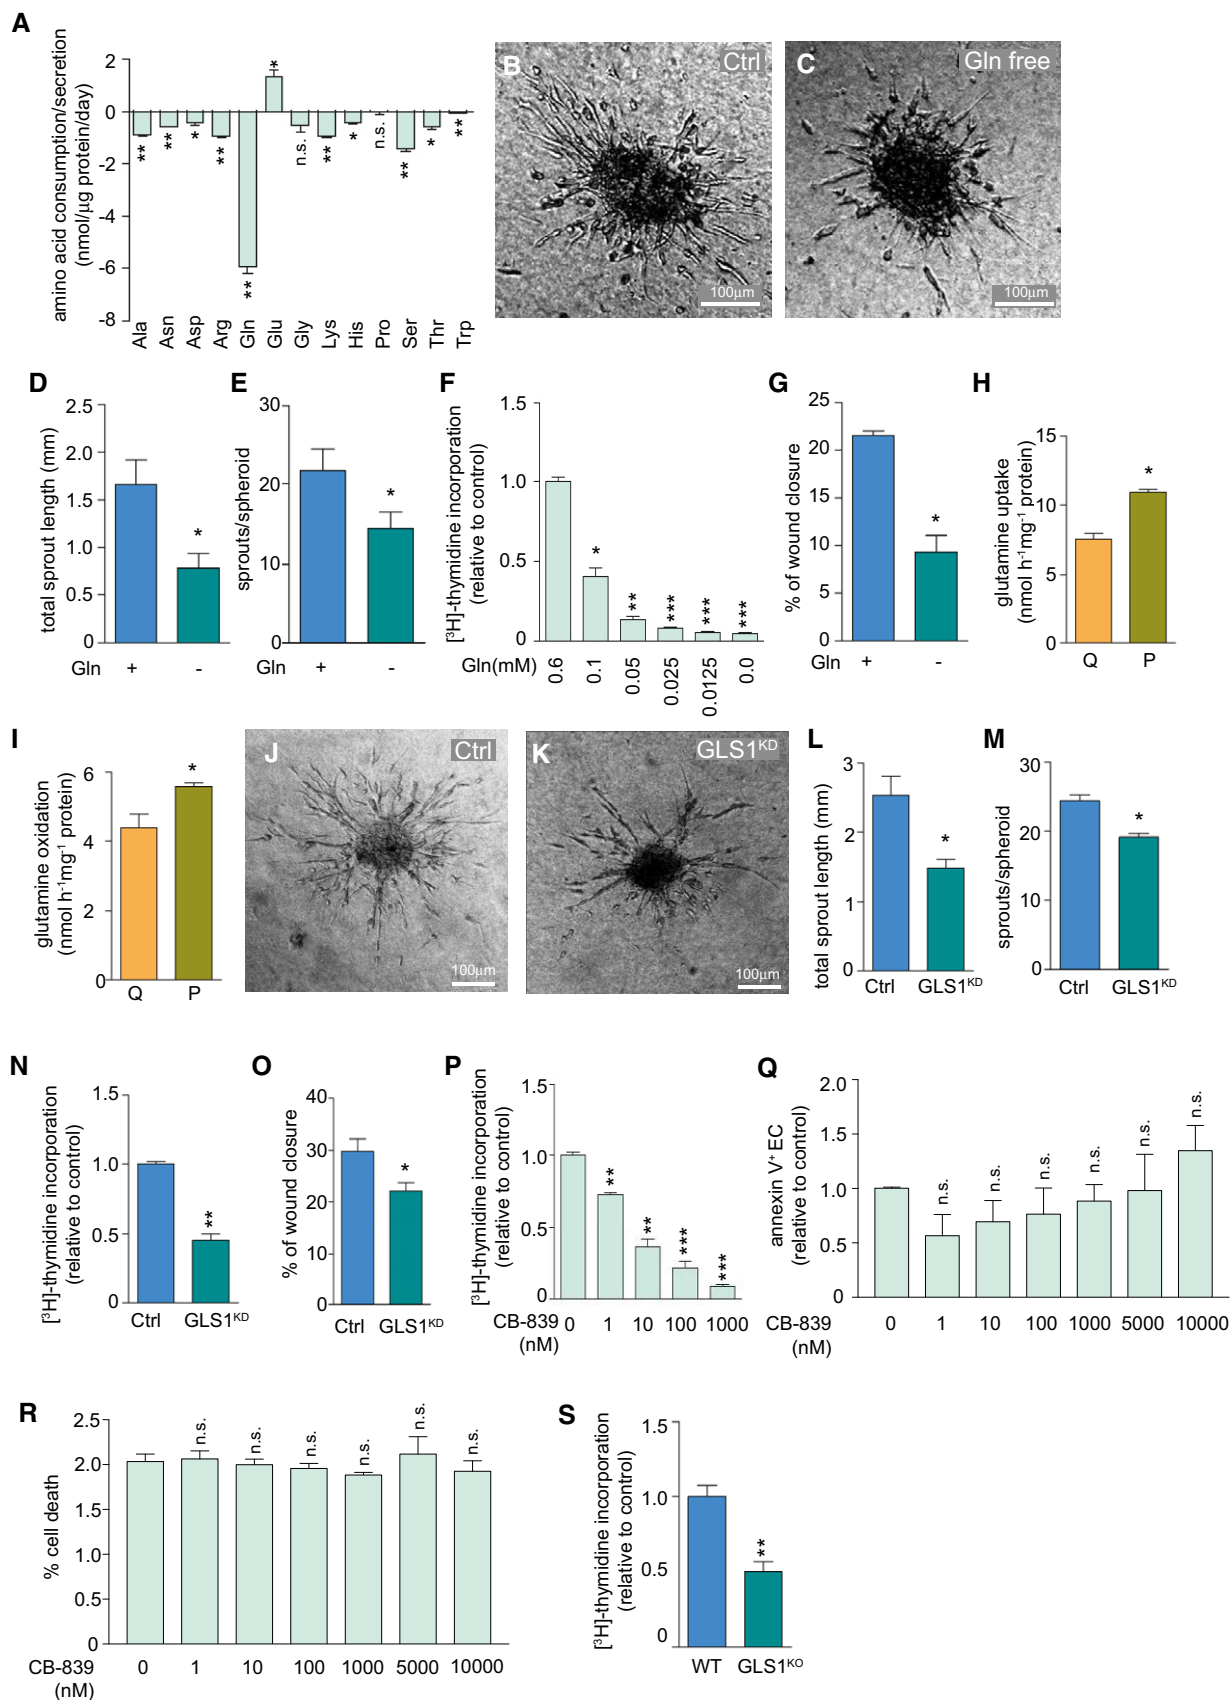 A
amino acid consumption/secretion
(nmol/μg protein/day)
2
0
-2
-4
-6
-8
*
** ** * ** ** n.s. ** * n.s. ** * **
Ala Asn Asp Arg Gln Glu Gly Lys His Pro Ser Thr Trp
B
Ctrl
100μm
C
Gln free
100μm
D
total sprout length (mm)
2.5
2.0
1.5
1.0
0.5
0
*
Gln + -
E
sprouts/spheroid
30
20
10
0
*
Gln + -
F
[³H]-thymidine incorporation
(relative to control)
1.5
1.0
0.5
0
* ** *** *** ***
Gln(mM) 0.6 0.1 0.05 0.025 0.0125 0.0
G
% of wound closure
25
20
15
10
5
0
*
Gln + -
H
glutamine uptake
(nmol h⁻¹mg⁻¹ protein)
15
10
5
0
*
Q P
I
glutamine oxidation
(nmol h⁻¹mg⁻¹ protein)
6
4
2
0
*
Q P
J
Ctrl
100μm
K
GLS1ᴷᴰ
100μm
L
total sprout length (mm)
3
2
1
0
*
Ctrl GLS1ᴷᴰ
M
sprouts/spheroid
30
20
10
0
*
Ctrl GLS1ᴷᴰ
N
[³H]-thymidine incorporation
(relative to control)
1.5
1.0
0.5
0
**
Ctrl GLS1ᴷᴰ
O
% of wound closure
40
30
20
10
0
*
Ctrl GLS1ᴷᴰ
P
[³H]-thymidine incorporation
(relative to control)
1.5
1.0
0.5
0
** ** *** ***
CB-839 0 1 10 100 1000
(nM)
Q
annexin V⁺ EC
(relative to control)
2.0
1.5
1.0
0.5
0
n.s. n.s. n.s. n.s. n.s. n.s.
CB-839 0 1 10 100 1000 5000 10000
(nM)
R
% cell death
2.5
2.0
1.5
1.0
0.5
0
n.s. n.s. n.s. n.s. n.s. n.s.
CB-839 0 1 10 100 1000 5000 10000
(nM)
S
[³H]-thymidine incorporation
(relative to control)
1.5
1.0
0.5
0
**
WT GLS1ᴷᴼ